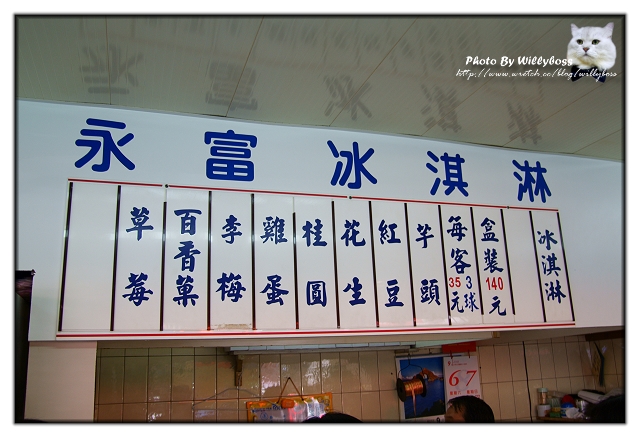 Photo By Willyboss
http://www.wretch.cc/blog/willyboss
永富冰淇淋
冰淇淋
盒裝140元
每客35元3球
芋頭
紅豆
花生
桂圓
雞蛋
李梅
百香菓
草莓
6 7